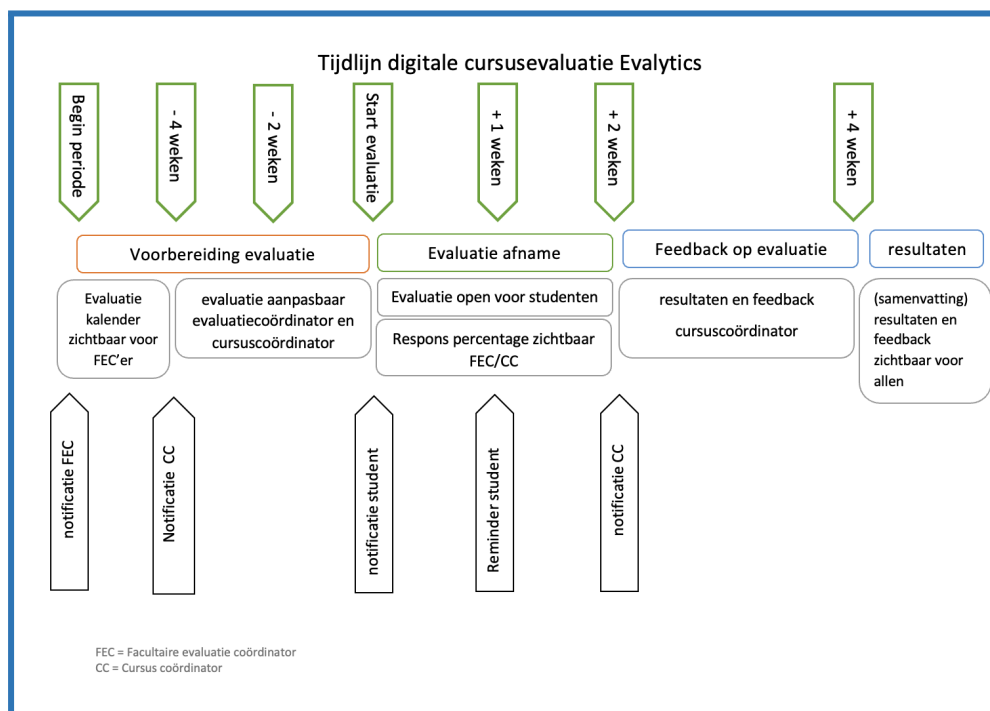 Tijdlijn digitale cursusevaluatie Evalytics
Begin periode
- 4 weken
- 2 weken
Start evaluatie
+ 1 weken
+ 2 weken
+ 4 weken
Voorbereiding evaluatie
Evaluatie afname
Feedback op evaluatie
resultaten
Evaluatie
kalender
zichtbaar voor
FEC'er
evaluatie aanpasbaar
evaluatiecoördinator en
cursuscoördinator
Evaluatie open voor studenten
Respons percentage zichtbaar
FEC/CC
resultaten en feedback
cursuscoördinator
(samenvatting)
resultaten en
feedback
zichtbaar voor
allen
notificatie FEC
Notificatie CC
notificatie student
Reminder student
notificatie CC
FEC = Facultaire evaluatie coördinator
CC = Cursus coördinator